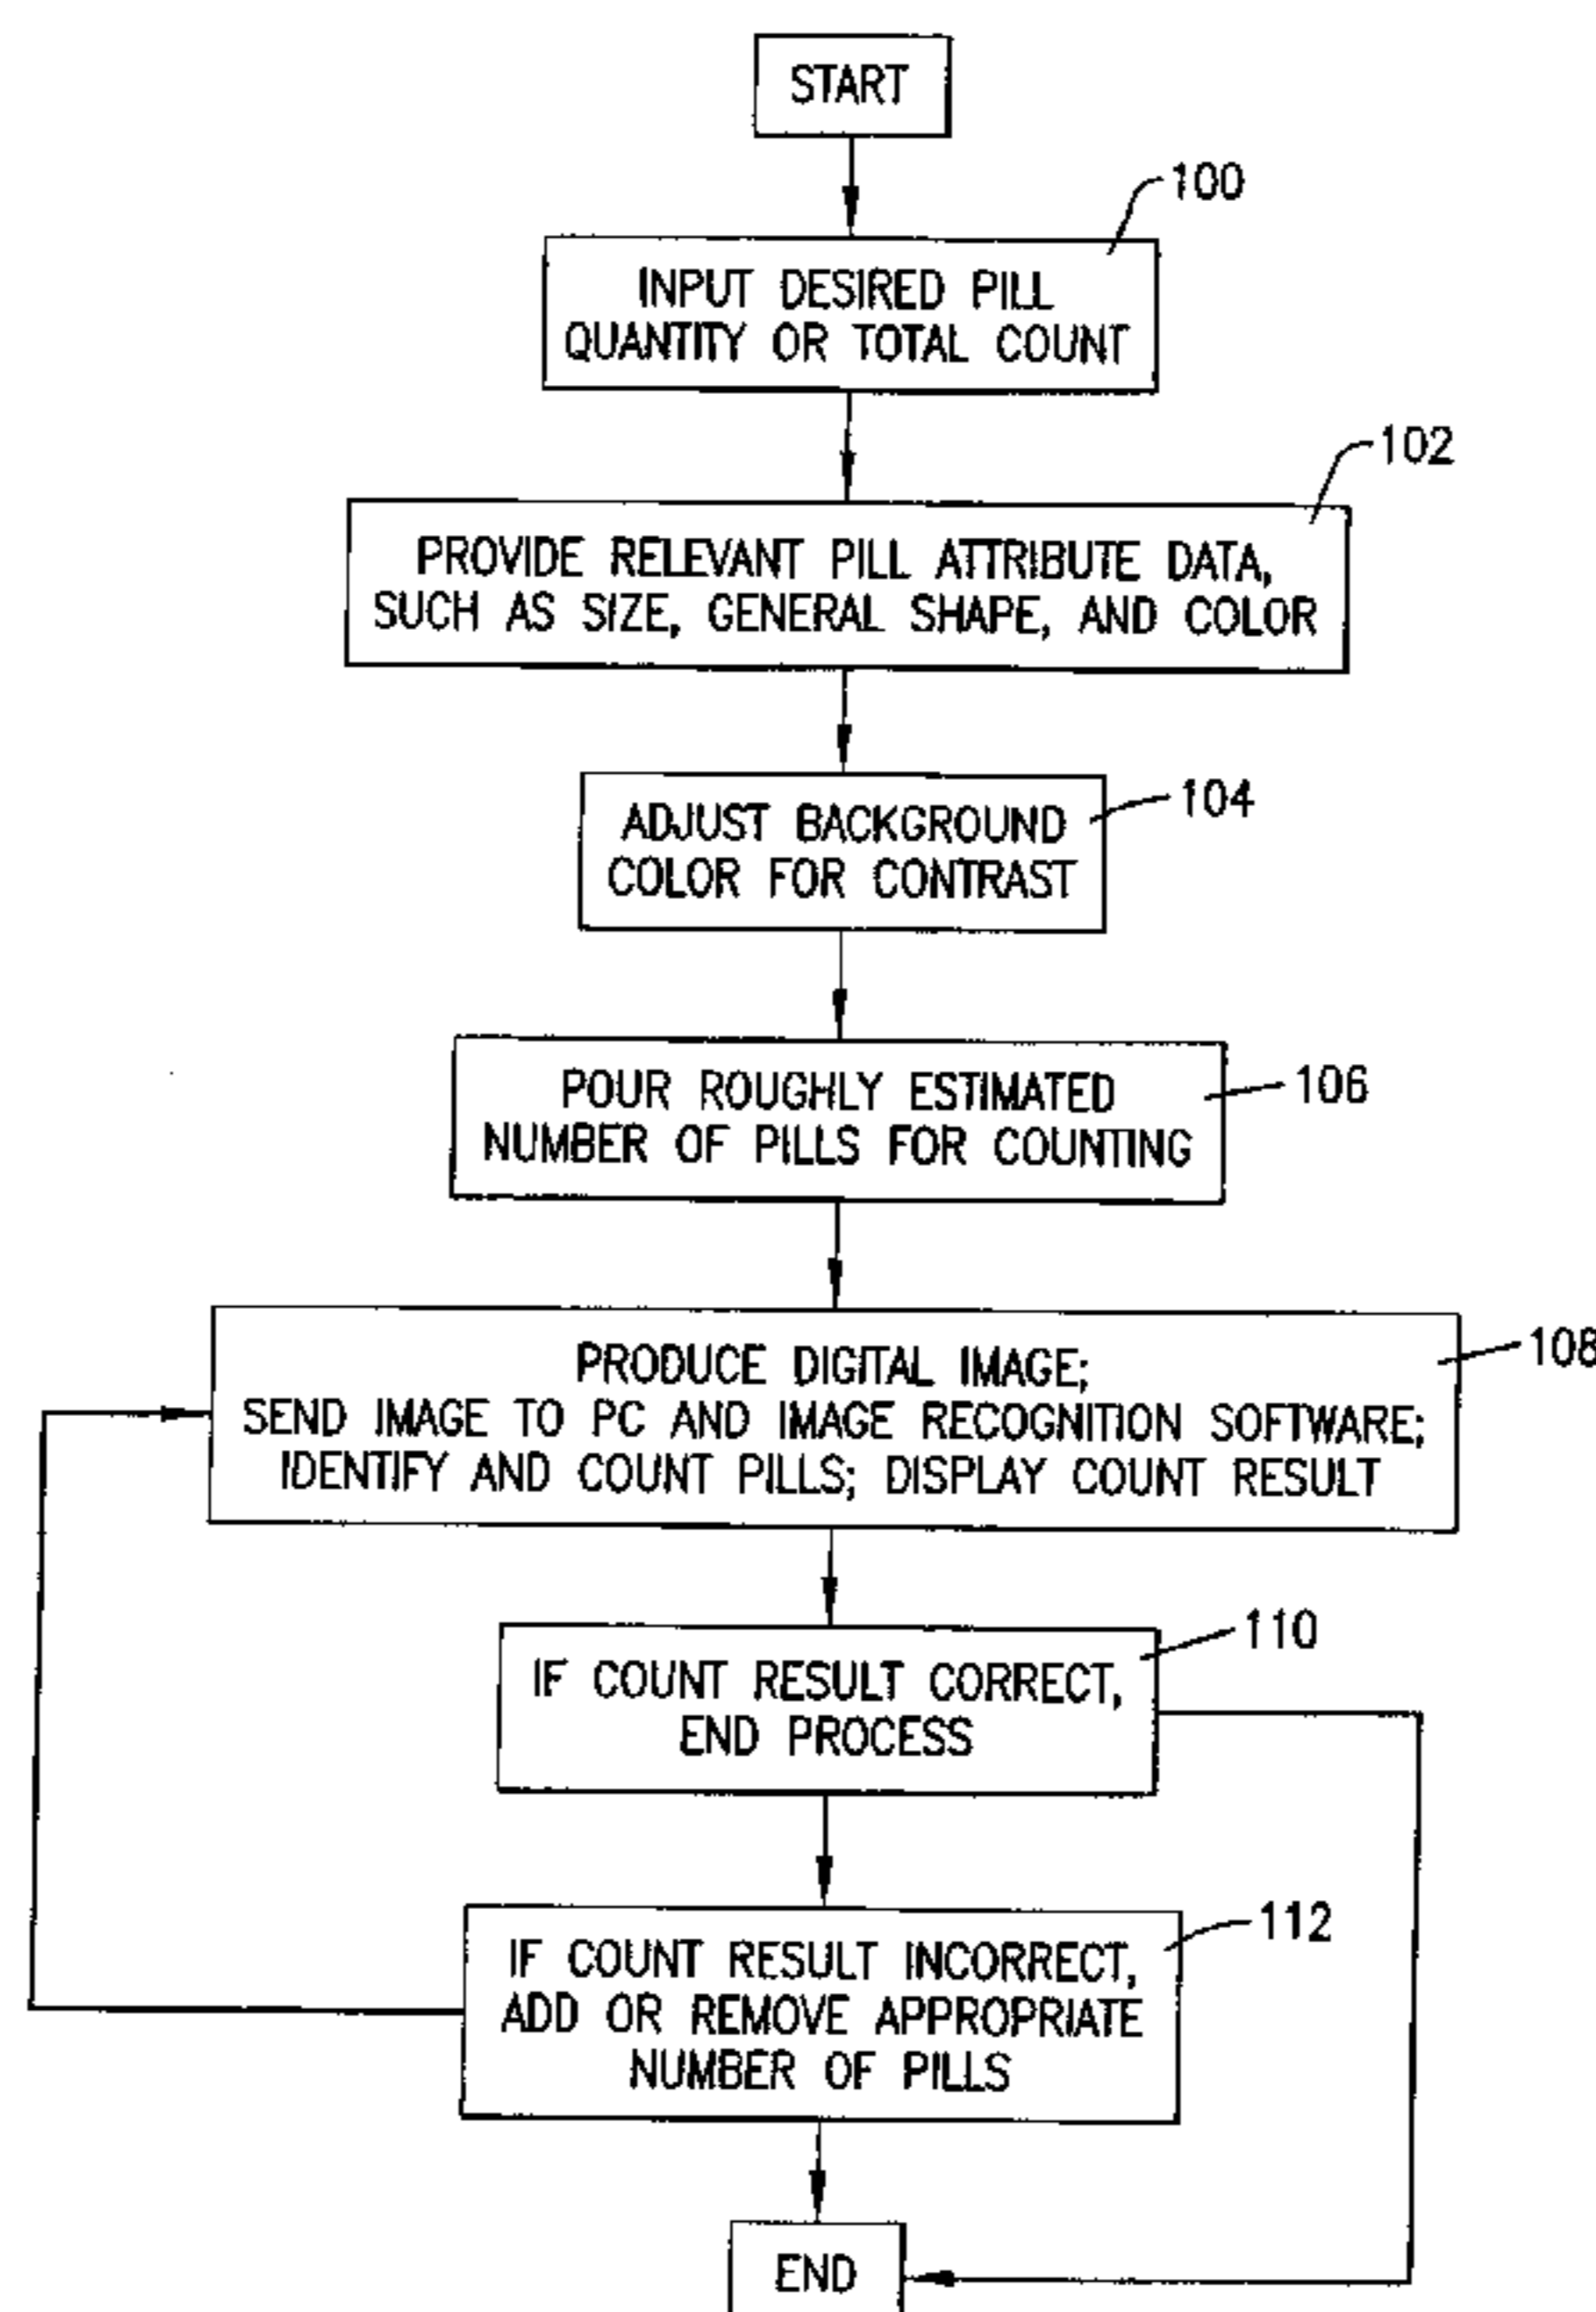 START
100
INPUT DESIRED PILL
QUANTITY OR TOTAL COUNT
102
PROVIDE RELEVANT PILL ATTRIBUTE DATA,
SUCH AS SIZE, GENERAL SHAPE, AND COLOR
104
ADJUST BACKGROUND
COLOR FOR CONTRAST
106
POUR ROUGHLY ESTIMATED
NUMBER OF PILLS FOR COUNTING
108
PRODUCE DIGITAL IMAGE;
SEND IMAGE TO PC AND IMAGE RECOGNITION SOFTWARE;
IDENTIFY AND COUNT PILLS; DISPLAY COUNT RESULT
110
IF COUNT RESULT CORRECT,
END PROCESS
112
IF COUNT RESULT INCORRECT,
ADD OR REMOVE APPROPRIATE
NUMBER OF PILLS
END